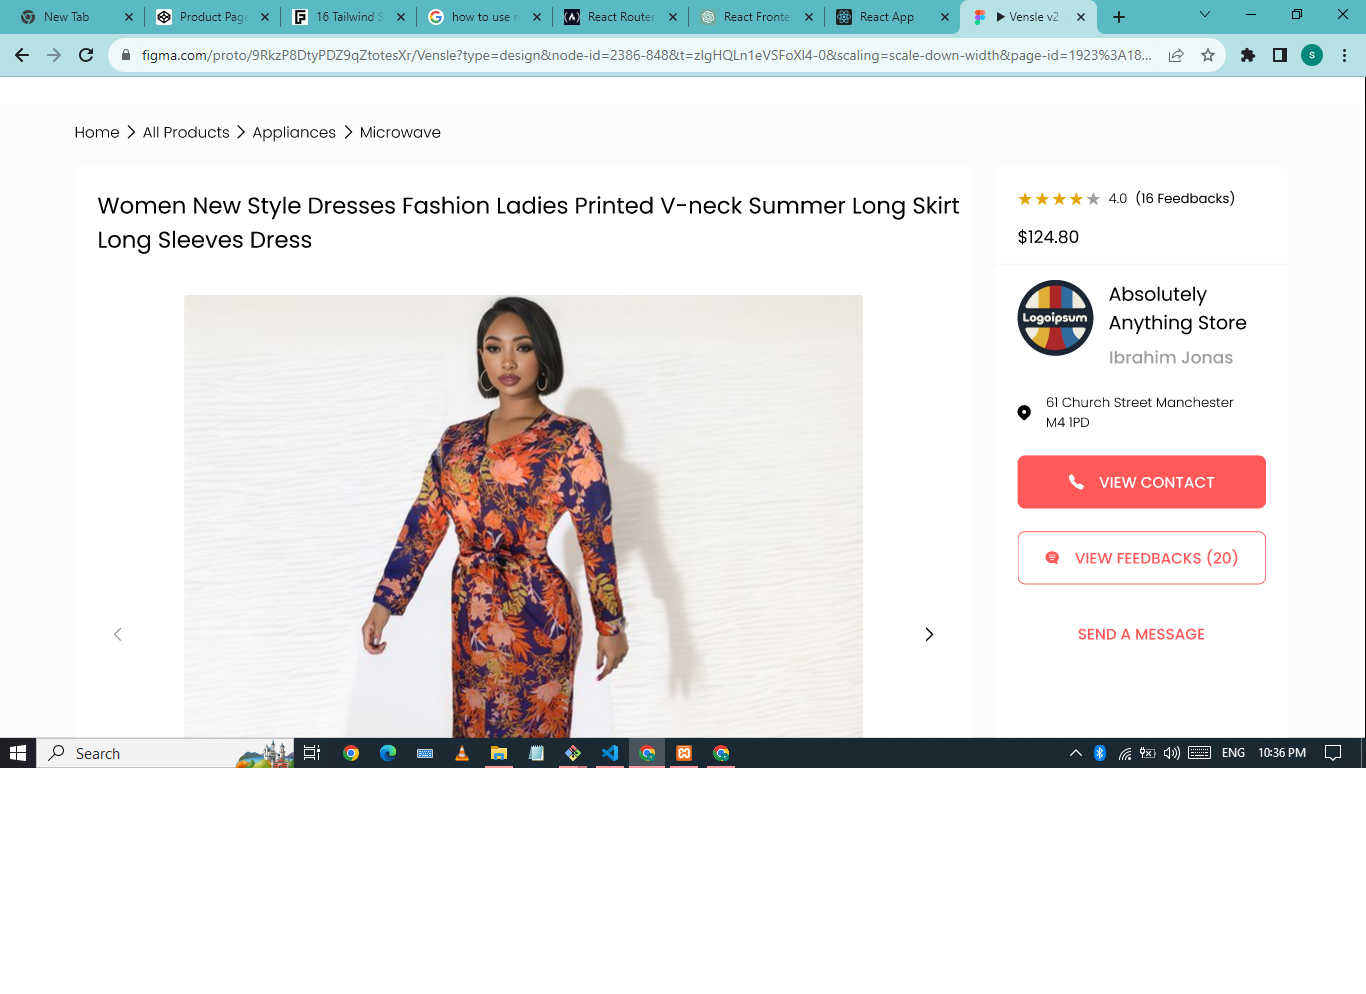 New Tab
Product Page
16 Tailwind S
how to use n
React Router
React Fronte
React App
Vensle v2
figma.com/proto/9RkzP8DtyPDZ9qZtotesXr/Vensle?type=design&node-id=2386-848&t=zIgHQLn1eVSFoXl4-0&scaling=scale-down-width&page-id=1923%3A18...
S
Home > All Products > Appliances > Microwave
Women New Style Dresses Fashion Ladies Printed V-neck Summer Long Skirt
Long Sleeves Dress
4.0 (16 Feedbacks)
$124.80
Logoipsum
Absolutely
Anything Store
Ibrahim Jonas
61 Church Street Manchester
M4 1PD
VIEW CONTACT
VIEW FEEDBACKS (20)
SEND A MESSAGE
Search
ENG
10:36 PM